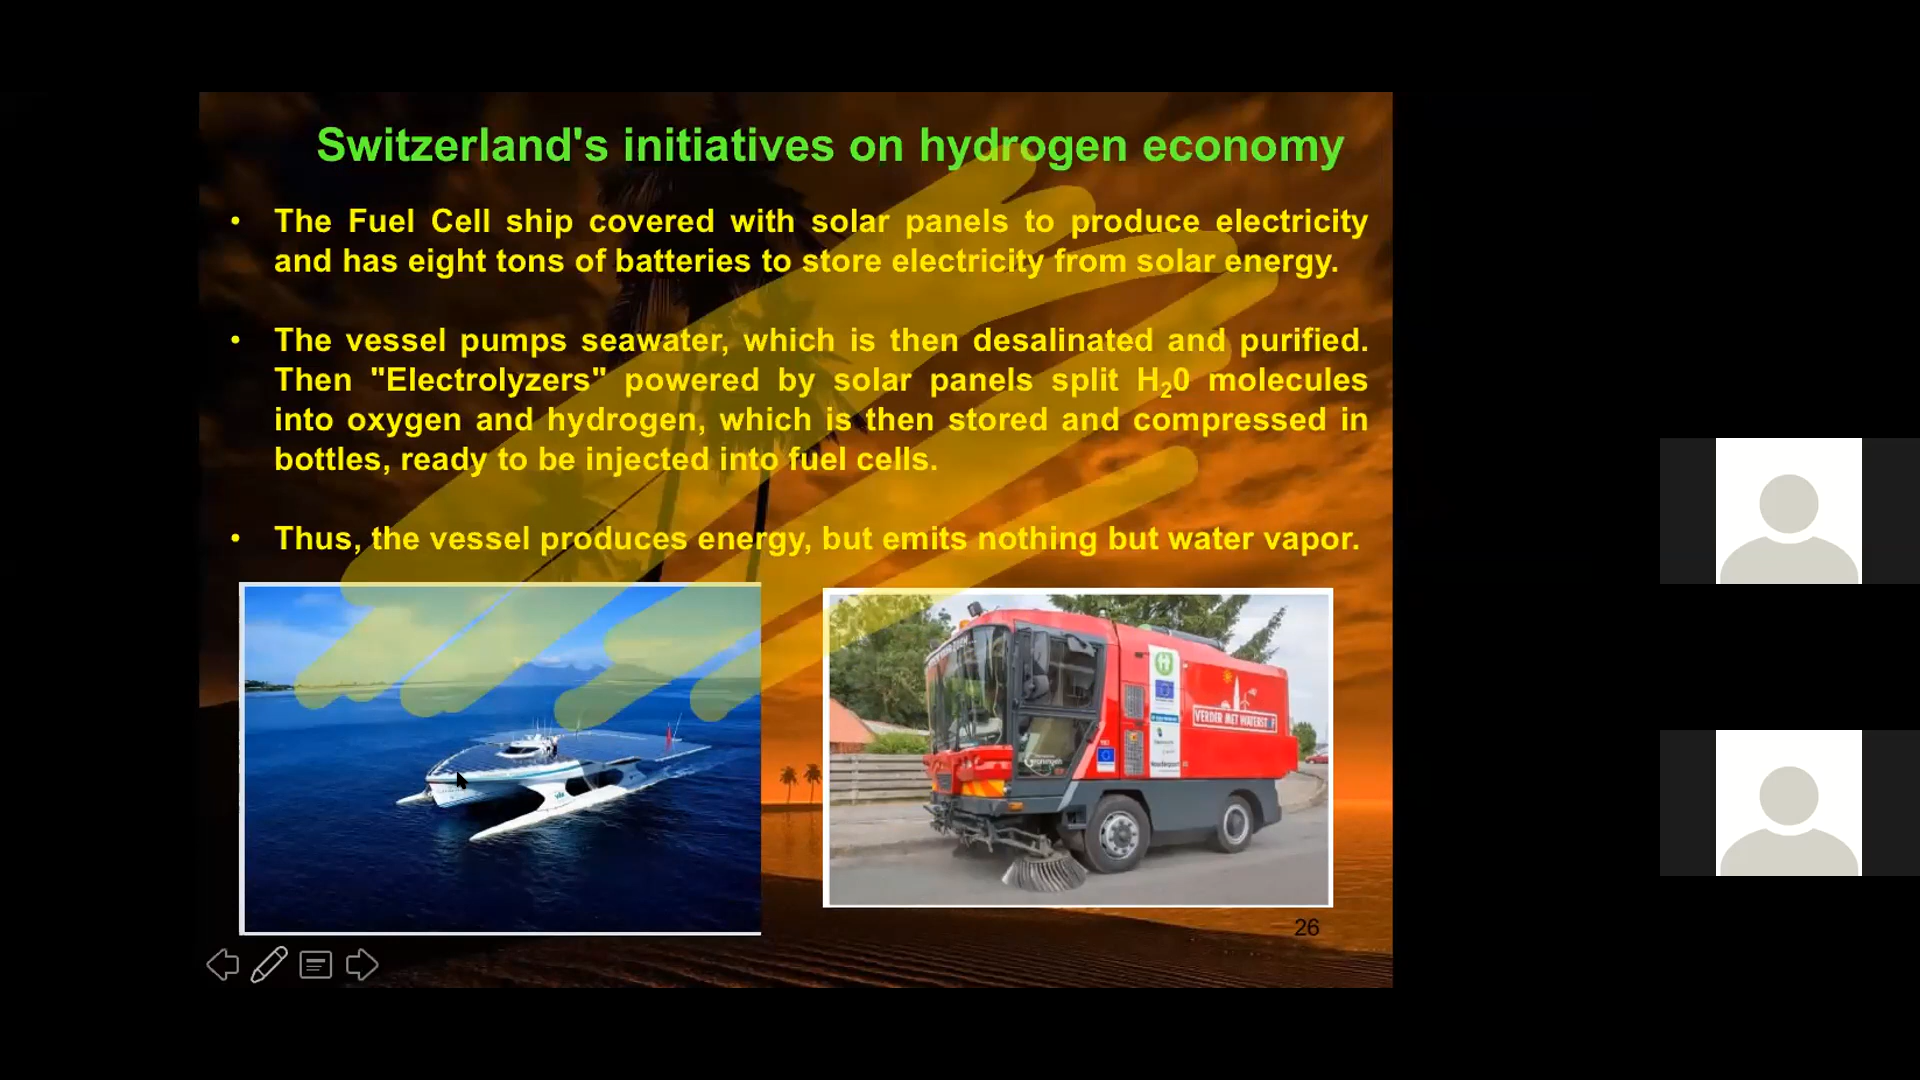 Switzerland's initiatives on hydrogen economy
• The Fuel Cell ship covered with solar panels to produce electricity
and has eight tons of batteries to store electricity from solar energy.
• The vessel pumps seawater, which is then desalinated and purified.
Then "Electrolyzers" powered by solar panels split H₂0 molecules
into oxygen and hydrogen, which is then stored and compressed in
bottles, ready to be injected into fuel cells.
• Thus, the vessel produces energy, but emits nothing but water vapor.
H
VERDER MET WATERSTOF
Groningen
26